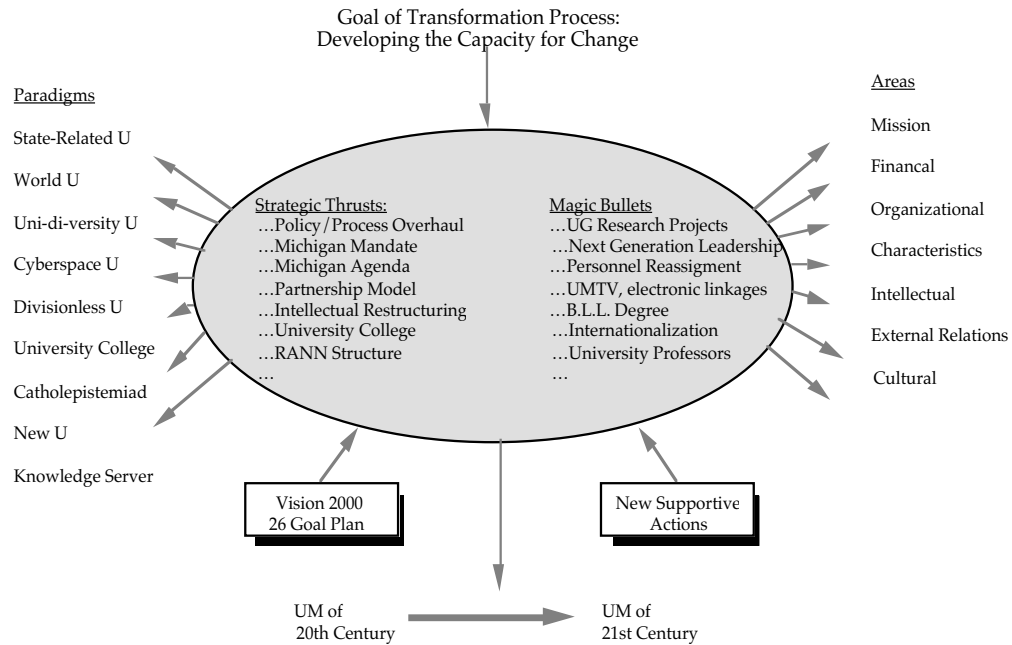 Goal of Transformation Process:
Developing the Capacity for Change
Paradigms
State-Related U
World U
Uni-di-versity U
Cyberspace U
Divisionless U
University College
Catholepistemiad
New U
Knowledge Server
Strategic Thrusts:
…Policy/Process Overhaul
…Michigan Mandate
…Michigan Agenda
…Partnership Model
…Intellectual Restructuring
…University College
…RANN Structure
…
Magic Bullets
…UG Research Projects
…Next Generation Leadership
…Personnel Reassigment
…UMTV, electronic linkages
…B.L.L. Degree
…Internationalization
…University Professors
…
Areas
Mission
Financal
Organizational
Characteristics
Intellectual
External Relations
Cultural
Vision 2000
26 Goal Plan
New Supportive
Actions
UM of
20th Century
UM of
21st Century